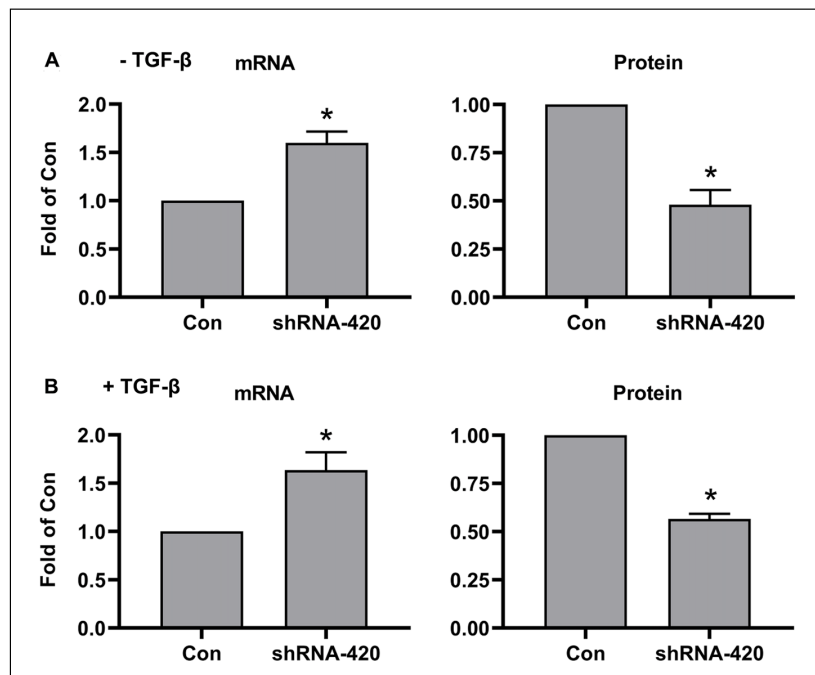 A - TGF-β mRNA Protein
2.0 1.00
* 
1.5 0.75
*
1.0 0.50
0.5 0.25
0.0 0.00
Fold of Con
Con shRNA-420 Con shRNA-420
B + TGF-β mRNA Protein
2.0 1.00
*
1.5 0.75
*
1.0 0.50
0.5 0.25
0.0 0.00
Fold of Con
Con shRNA-420 Con shRNA-420